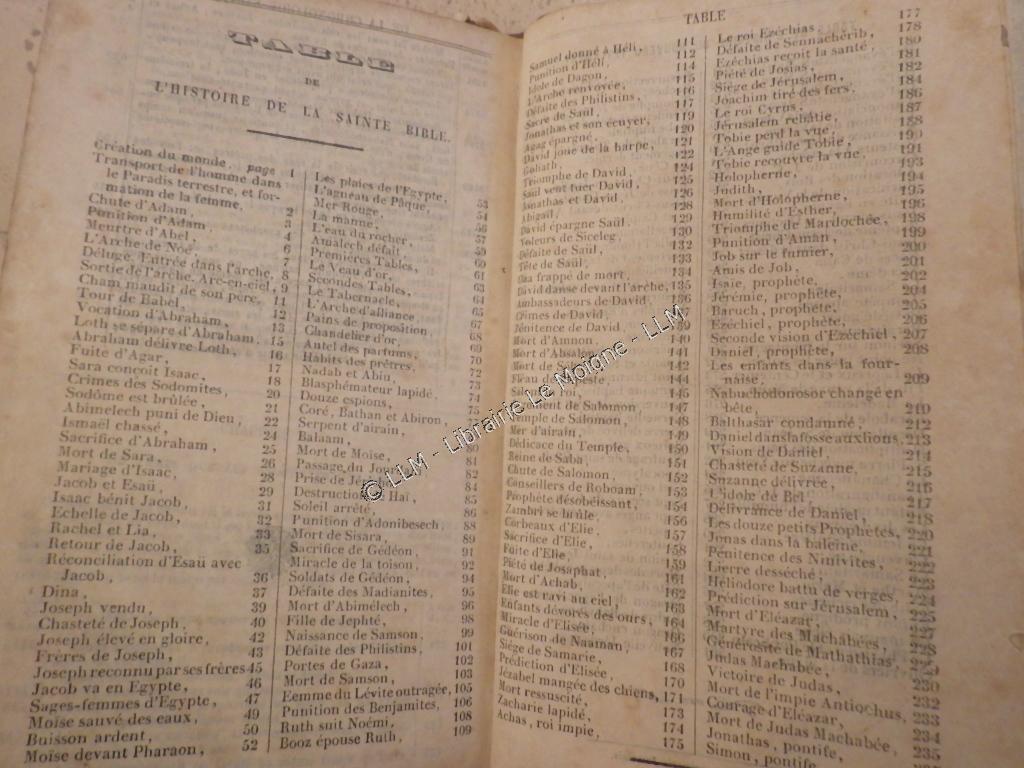 TABLE
DE
L'HISTOIRE DE LA SAINTE BIBLE.
Création du monde, page 1
Transport de l'homme dans
le Paradis terrestre, et for-
mation de la femme, 2
Chute d'Adam, 3
Punition d'Adam, 4
Meurtre d'Abel, 6
L'Arche de Noé, 7
Déluge. Entrée dans l'arche, 8
Sortie de l'arche. Arc-en-ciel, 9
Cham maudit de son père, 11
Tour de Babel, 12
Vocation d'Abraham, 13
Loth se sépare d'Abraham, 15
Abraham délivre Loth, 16
Fuite d'Agar, 17
Sara conçoit Isaac, 18
Crimes des Sodomites, 20
Sodôme est brûlée, 21
Abimelech puni de Dieu, 22
Ismaël chassé, 24
Sacrifice d'Abraham, 25
Mort de Sara, 26
Mariage d'Isaac, 28
Jacob et Esaü, 29
Isaac bénit Jacob, 31
Echelle de Jacob, 32
Rachel et Lia, 33
Retour de Jacob, 35
Réconciliation d'Esaü avec
Jacob, 36
Dina, 37
Joseph vendu, 39
Chasteté de Joseph, 40
Joseph élevé en gloire, 42
Frères de Joseph, 43
Joseph reconnu par ses frères 45
Jacob va en Egypte, 46
Sages-femmes d'Egypte, 47
Moïse sauvé des eaux, 49
Buisson ardent, 50
Moïse devant Pharaon, 52
Les plaies de l'Egypte, 53
L'agneau de Pâque, 54
Mer Rouge, 56
La manne, 57
L'eau du rocher, 59
Amalech défait, 60
Premières Tables, 61
Le Veau d'or, 63
Secondes Tables, 64
Le Tabernacle, 65
L'Arche d'alliance, 67
Pains de proposition, 68
Chandelier d'or, 69
Autel des parfums, 70
Habits des prêtres, 72
Nadab et Abiu, 73
Blasphémateur lapidé, 74
Douze espions, 75
Coré, Bathan et Abiron,
Serpent d'airain,
Balaam, 80
Mort de Moise, 81
Passage du Jour 82
Prise de Jéricho 84
Destruction de Haï, 85
Soleil arrêté, 86
Punition d'Adonibesech, 88
Mort de Sisara, 89
Sacrifice de Gédéon, 91
Miracle de la toison, 92
Soldats de Gédéon, 94
Défaite des Madianites, 95
Mort d'Abimélech, 96
Fille de Jephté, 98
Naissance de Samson, 99
Défaite des Philistins, 101
Portes de Gaza, 102
Mort de Samson, 103
Femme du Lévite outragée, 105
Punition des Benjamites, 106
Ruth suit Noémi, 108
Booz épouse Ruth, 109
TABLE
Samuel donné à Héli, 111
Punition d'Héli, 112
Idole de Dagon, 114
L'Arche renvoyée, 115
Défaite des Philistins, 116
Sacre de Saül, 117
Jonathas et son écuyer, 119
Agag épargné, 120
David joue de la harpe, 121
Goliath, 122
Triomphe de David, 124
Saül veut tuer David, 125
Jonathas et David, 126
Abigaïl, 128
David épargne Saül, 129
Voleurs de Siceleg, 130
Défaite de Saül, 132
Tête de Saül, 133
Oza frappé de mort, 134
David danse devant l'arche, 135
Ambassadeurs de David, 136
Crimes de David, 137
Pénitence de David, 139
Mort d'Amnon, 140
Mort d'Absalon, 141
Mort de 142
Fléau de peste, 144
Salomon roi, 145
Jugement de Salomon, 147
Temple de Salomon, 148
Mer d'airain, 149
Dédicace du Temple, 150
Reine de Saba, 151
Chute de Salomon, 152
Conseillers de Roboam, 153
Prophète désobéissant, 154
Zambri se brûle, 156
Corbeaux d'Elie, 157
Sacrifice d'Elie, 158
Fuite d'Elie, 159
Piété de Josaphat, 161
Mort d'Achab, 162
Elie est ravi au ciel, 163
Enfants dévorés des ours, 164
Miracle d'Elisée, 166
Guérison de Naaman, 167
Siège de Samarie, 168
Prédiction d'Elisée, 170
Jézabel mangée des chiens, 171
Mort ressuscité, 173
Zacharie lapidé, 174
Achas, roi impie, 175
Le roi Ezéchias, 177
Défaite de Sennachérib, 178
Ezéchias reçoit la santé, 180
Piété de Josias, 181
Siège de Jérusalem, 182
Joachim tiré des fers, 184
Le roi Cyrus, 186
Jérusalem rebâtie, 187
Tobie perd la vue, 188
L'Ange guide Tobie, 190
Tobie recouvre la vue, 191
Holopherne, 193
Judith, 194
Mort d'Holopherne, 195
Humilité d'Esther, 196
Triomphe de Mardochée, 198
Punition d'Aman, 199
Job sur le fumier, 200
Amis de Job, 201
Isaïe, prophète, 202
Jérémie, prophète, 204
Baruch, prophète, 205
Ezéchiel, prophète, 206
Seconde vision d'Ezéchiel, 207
Daniel, prophète, 208
Les enfants dans la four-
naise, 209
Nabuchodonosor changé en
bête, 210
Balthasar condamné, 212
Daniel dans la fosse aux lions, 213
Vision de Daniel, 214
Chasteté de Suzanne, 215
Suzanne délivrée, 216
L'idole de Bel, 217
Délivrance de Daniel, 218
Les douze petits Prophètes, 220
Jonas dans la baleine, 221
Pénitence des Ninivites,
Lierre desséché,
Héliodore battu de verges, 224
Prédiction sur Jérusalem, 225
Mort d'Eléazar, 227
Martyre des Machabées,
Générosité de Mathathias 229
Judas Machabée, 230
Victoire de Judas, 232
Mort de l'impie Antiochus, 233
Courage d'Eléazar, 234
Mort de Judas Machabée, 235
Jonathas, pontife,
Simon, pontife,
© LLM - Librairie Le Moigne - LLM